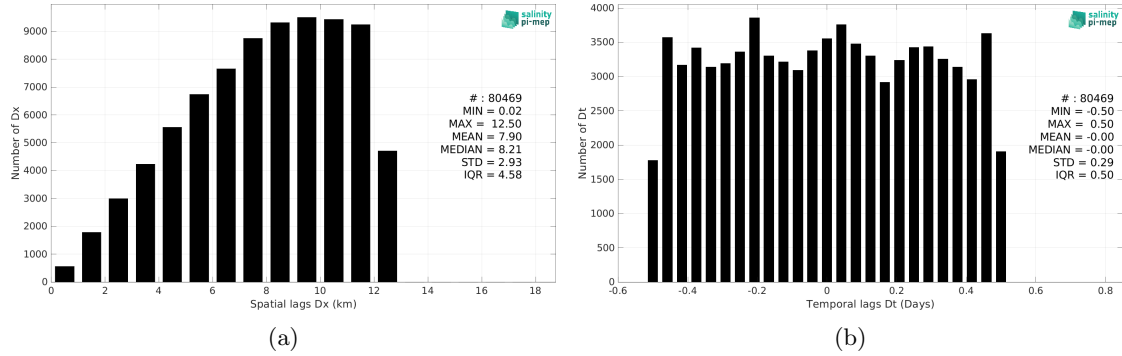 salinity
pi-mep
9000
8000
7000
6000
5000
4000
3000
2000
1000
0
Number of Dx
# : 80469
MIN = 0.02
MAX = 12.50
MEAN = 7.90
MEDIAN = 8.21
STD = 2.93
IQR = 4.58
0 2 4 6 8 10 12 14 16 18
Spatial lags Dx (km)
(a)
salinity
pi-mep
4000
3500
3000
2500
2000
1500
1000
500
0
Number of Dt
# : 80469
MIN = -0.50
MAX = 0.50
MEAN = -0.00
MEDIAN = -0.00
STD = 0.29
IQR = 0.50
-0.6 -0.4 -0.2 0 0.2 0.4 0.6 0.8
Temporal lags Dt (Days)
(b)